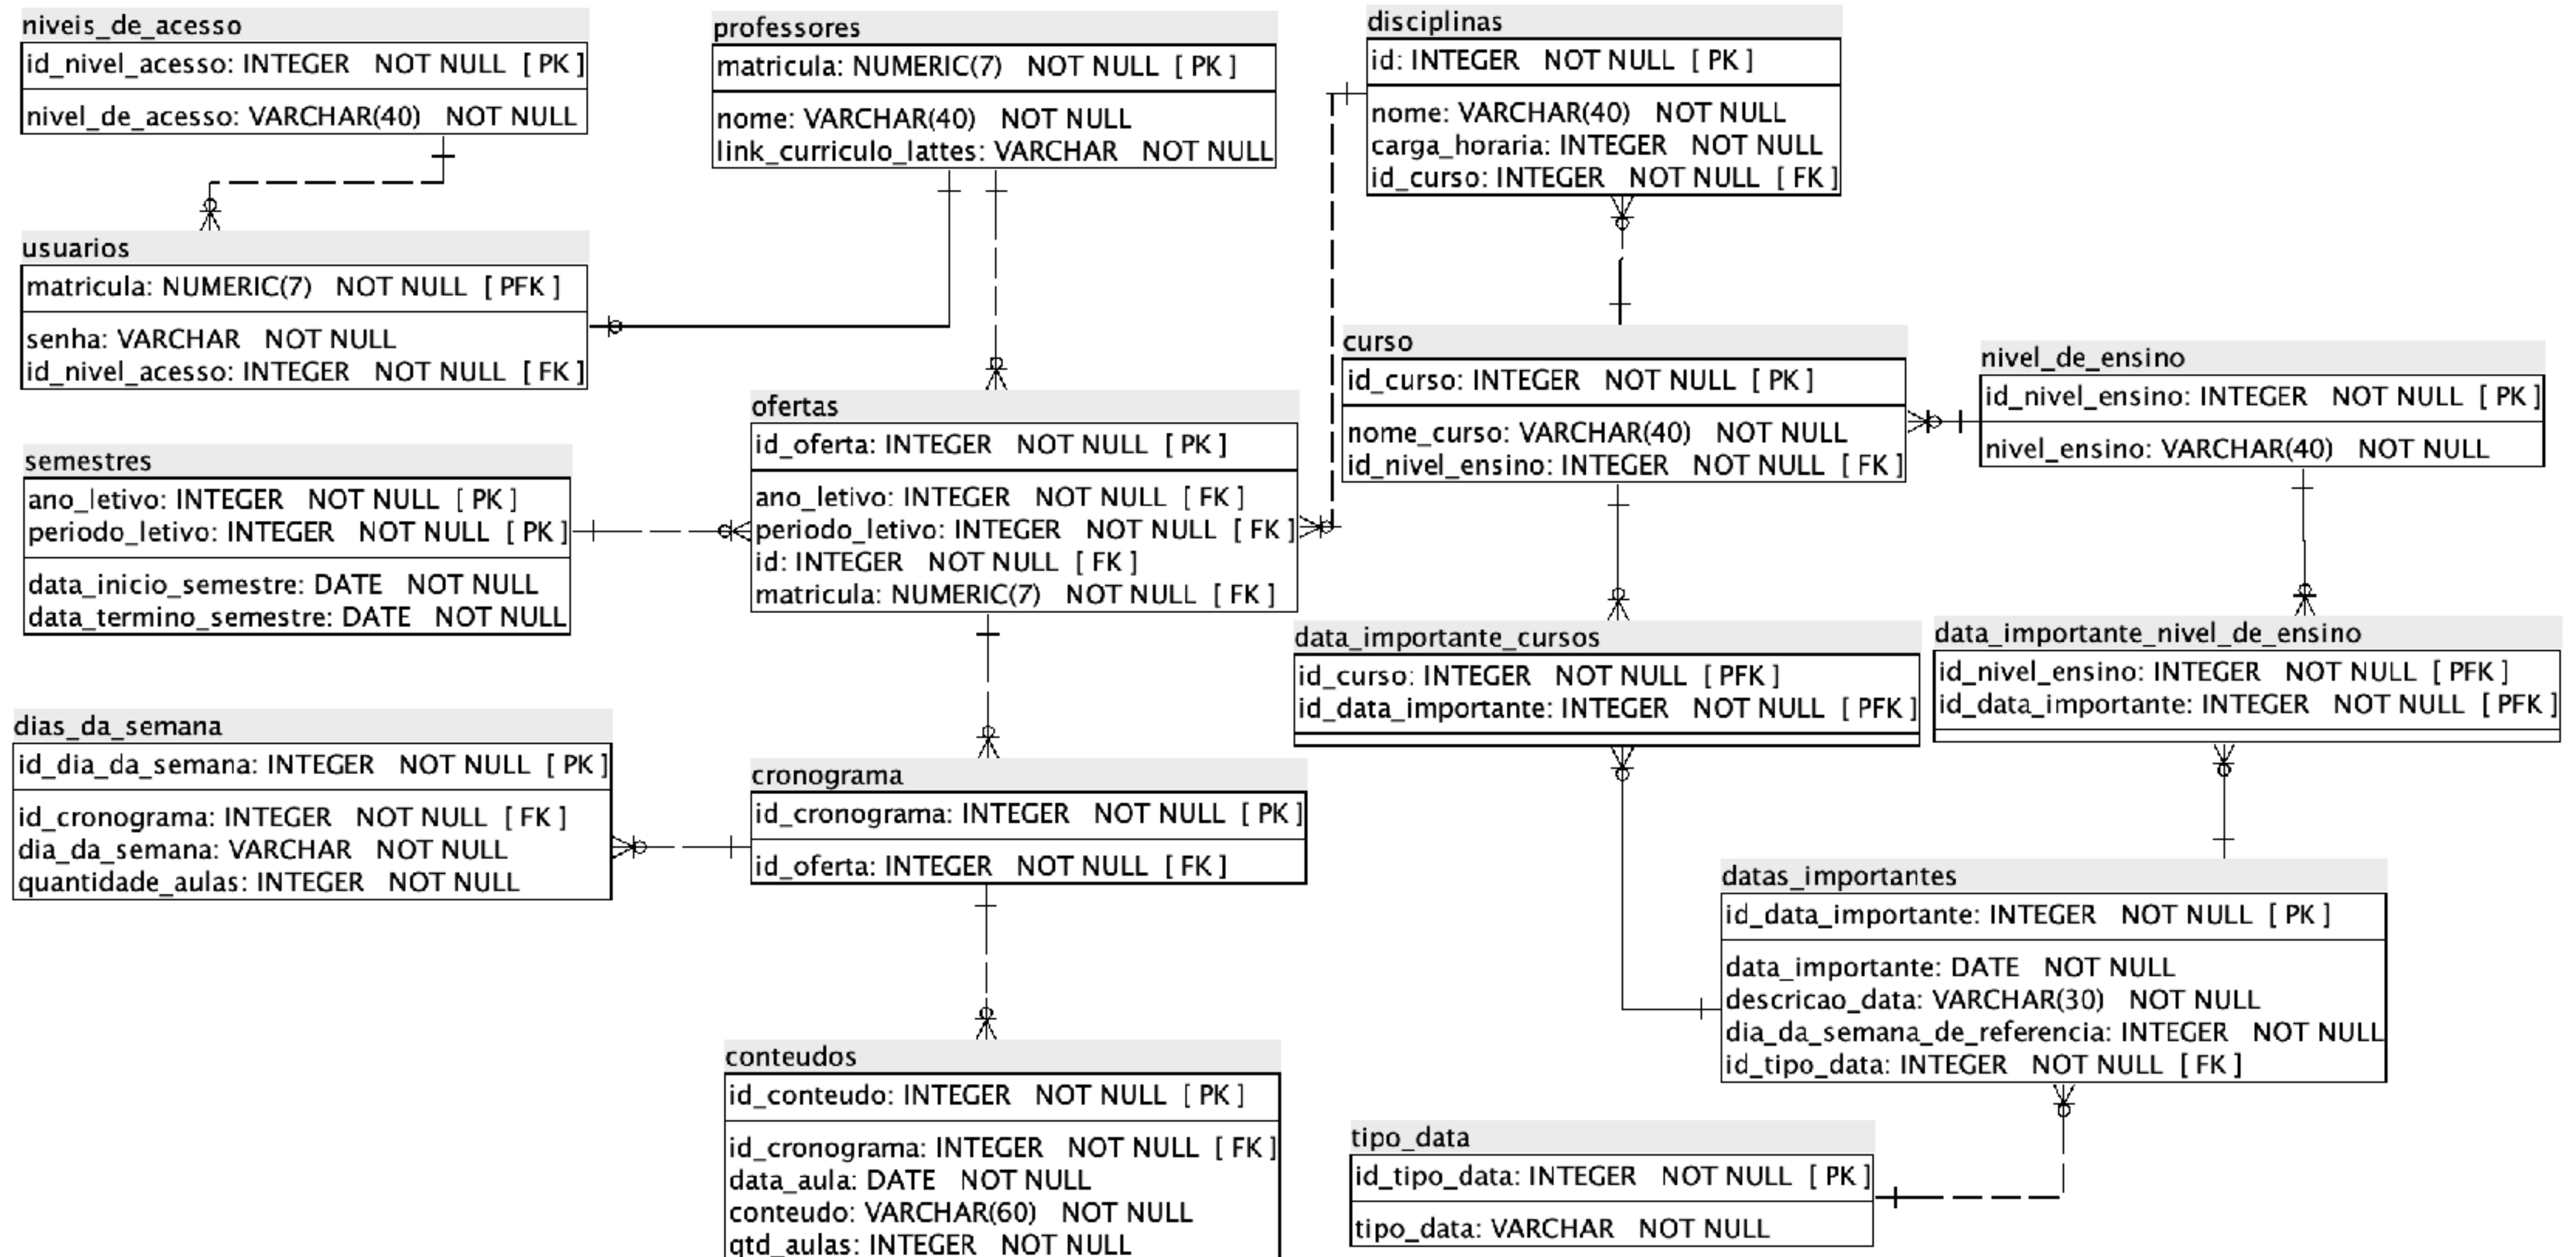 niveis_de_acesso
id_nivel_acesso: INTEGER NOT NULL [ PK ]
nivel_de_acesso: VARCHAR(40) NOT NULL
professores
matricula: NUMERIC(7) NOT NULL [ PK ]
nome: VARCHAR(40) NOT NULL
link_curriculo_lattes: VARCHAR NOT NULL
disciplinas
id: INTEGER NOT NULL [ PK ]
nome: VARCHAR(40) NOT NULL
carga_horaria: INTEGER NOT NULL
id_curso: INTEGER NOT NULL [ FK ]
usuarios
matricula: NUMERIC(7) NOT NULL [ PFK ]
senha: VARCHAR NOT NULL
id_nivel_acesso: INTEGER NOT NULL [ FK ]
curso
id_curso: INTEGER NOT NULL [ PK ]
nome_curso: VARCHAR(40) NOT NULL
id_nivel_ensino: INTEGER NOT NULL [ FK ]
nivel_de_ensino
id_nivel_ensino: INTEGER NOT NULL [ PK ]
nivel_ensino: VARCHAR(40) NOT NULL
semestres
ano_letivo: INTEGER NOT NULL [ PK ]
periodo_letivo: INTEGER NOT NULL [ PK ]
data_inicio_semestre: DATE NOT NULL
data_termino_semestre: DATE NOT NULL
ofertas
id_oferta: INTEGER NOT NULL [ PK ]
ano_letivo: INTEGER NOT NULL [ FK ]
periodo_letivo: INTEGER NOT NULL [ FK ]
id: INTEGER NOT NULL [ FK ]
matricula: NUMERIC(7) NOT NULL [ FK ]
data_importante_cursos
id_curso: INTEGER NOT NULL [ PFK ]
id_data_importante: INTEGER NOT NULL [ PFK ]
data_importante_nivel_de_ensino
id_nivel_ensino: INTEGER NOT NULL [ PFK ]
id_data_importante: INTEGER NOT NULL [ PFK ]
dias_da_semana
id_dia_da_semana: INTEGER NOT NULL [ PK ]
id_cronograma: INTEGER NOT NULL [ FK ]
dia_da_semana: VARCHAR NOT NULL
quantidade_aulas: INTEGER NOT NULL
cronograma
id_cronograma: INTEGER NOT NULL [ PK ]
id_oferta: INTEGER NOT NULL [ FK ]
datas_importantes
id_data_importante: INTEGER NOT NULL [ PK ]
data_importante: DATE NOT NULL
descricao_data: VARCHAR(30) NOT NULL
dia_da_semana_de_referencia: INTEGER NOT NULL
id_tipo_data: INTEGER NOT NULL [ FK ]
conteudos
id_conteudo: INTEGER NOT NULL [ PK ]
id_cronograma: INTEGER NOT NULL [ FK ]
data_aula: DATE NOT NULL
conteudo: VARCHAR(60) NOT NULL
qtd_aulas: INTEGER NOT NULL
tipo_data
id_tipo_data: INTEGER NOT NULL [ PK ]
tipo_data: VARCHAR NOT NULL